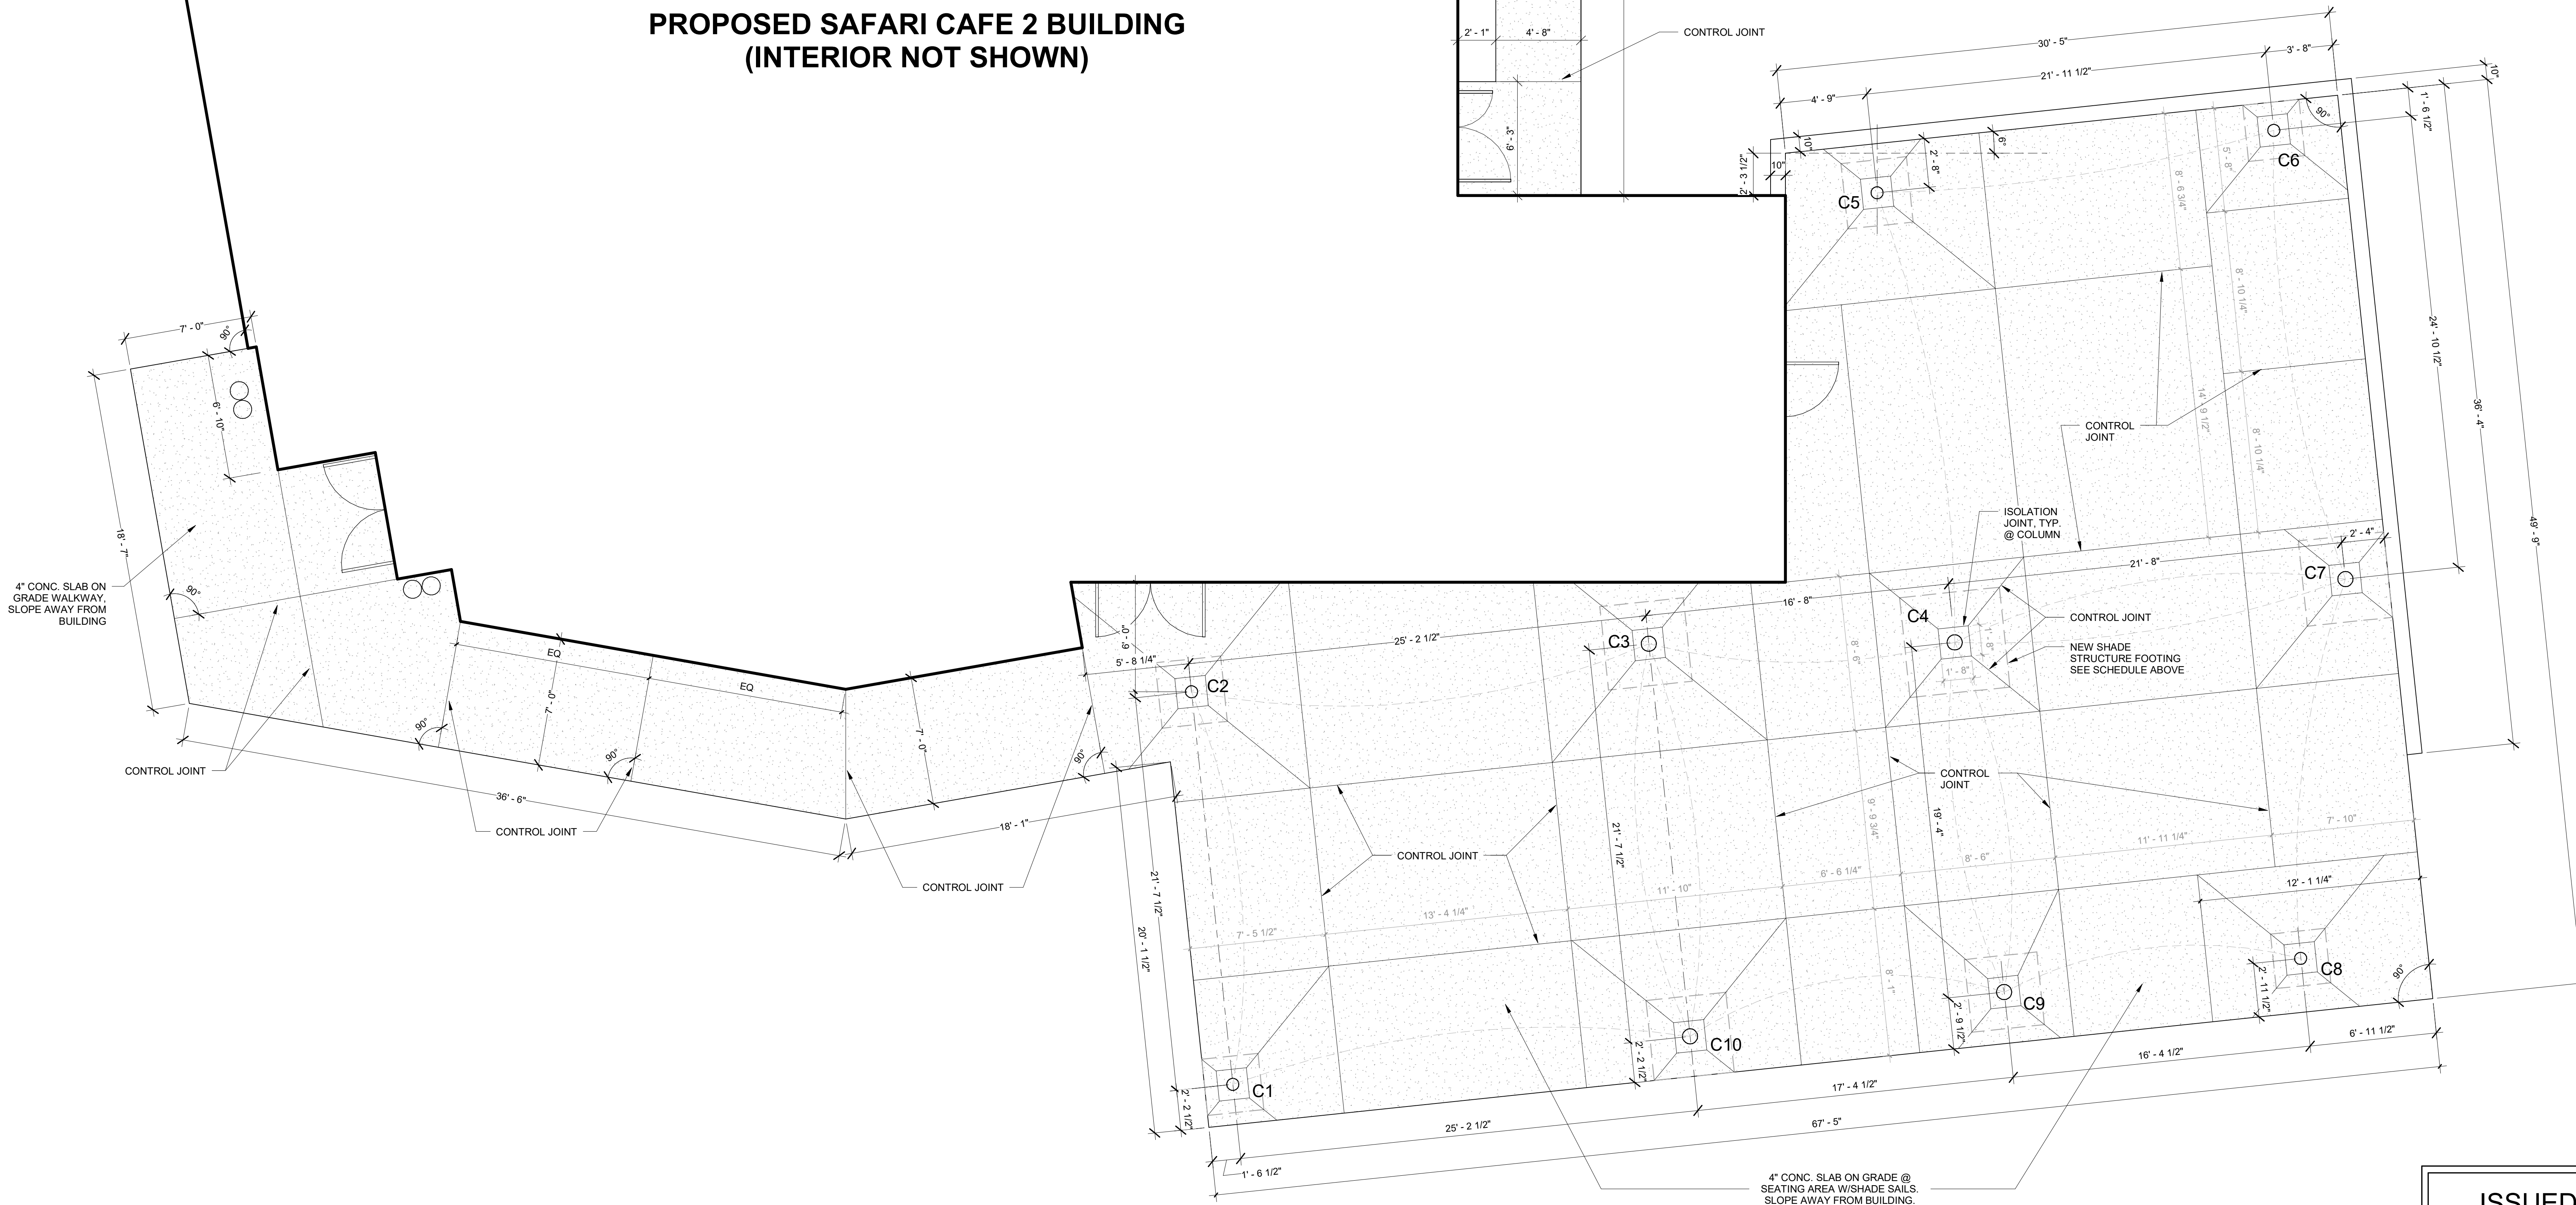 PROPOSED SAFARI CAFE 2 BUILDING
(INTERIOR NOT SHOWN)
2' - 1"
4' - 8"
CONTROL JOINT
6' - 3"
30' - 5"
3' - 8"
21' - 11 1/2"
4' - 9"
10"
1' - 6 1/2"
90°
10"
6°
2' - 8"
10"
2' - 3 1/2"
C5
C6
5' - 8"
8' - 6 3/4"
8' - 10 1/4"
14' - 9 1/2"
8' - 10 1/4"
24' - 10 1/2"
36' - 4"
49' - 9"
CONTROL
JOINT
7' - 0"
90°
6' - 10"
18' - 7"
90°
4" CONC. SLAB ON
GRADE WALKWAY,
SLOPE AWAY FROM
BUILDING
CONTROL JOINT
EQ
EQ
7' - 0"
90°
90°
36' - 6"
CONTROL JOINT
7' - 0"
90°
18' - 1"
CONTROL JOINT
6' - 0"
5' - 8 1/4"
25' - 2 1/2"
16' - 8"
21' - 8"
2' - 4"
C2
C3
C4
C7
ISOLATION
JOINT, TYP.
@ COLUMN
CONTROL JOINT
NEW SHADE
STRUCTURE FOOTING
SEE SCHEDULE ABOVE
1' - 8"
1' - 8"
8' - 6"
9' - 9 3/4"
19' - 4"
CONTROL
JOINT
CONTROL JOINT
21' - 7 1/2"
21' - 7 1/2"
20' - 1 1/2"
7' - 5 1/2"
13' - 4 1/4"
11' - 10"
6' - 6 1/4"
8' - 6"
11' - 11 1/4"
7' - 10"
12' - 1 1/4"
8' - 1"
2' - 9 1/2"
2' - 11 1/2"
90°
C8
C9
C10
C1
2' - 2 1/2"
2' - 2 1/2"
6' - 11 1/2"
16' - 4 1/2"
17' - 4 1/2"
25' - 2 1/2"
67' - 5"
1' - 6 1/2"
4" CONC. SLAB ON GRADE @
SEATING AREA W/SHADE SAILS.
SLOPE AWAY FROM BUILDING.
ISSUED